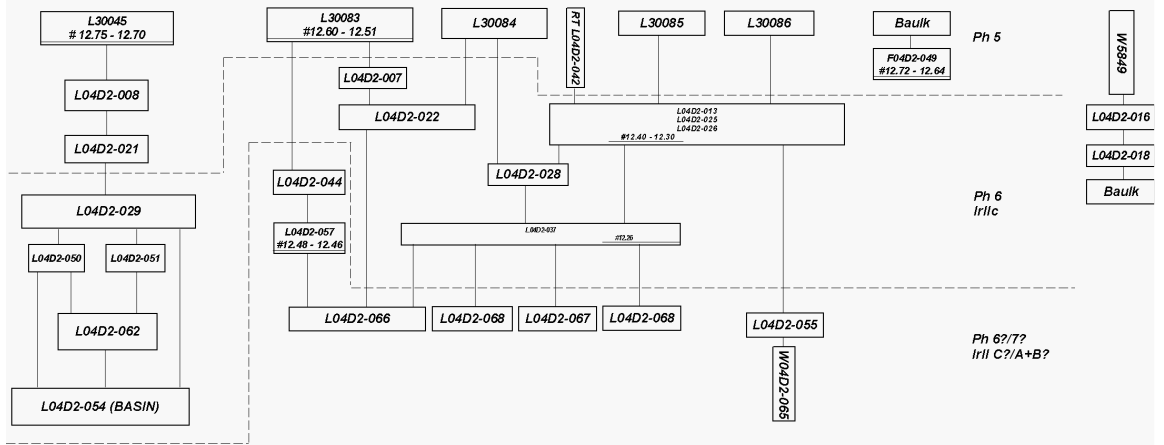 L30045
# 12.75 - 12.70
L30083
#12.60 - 12.51
L30084
RT L04D2-042
L30085
L30086
Baulk
F04D2-049
#12.72 - 12.64
Ph 5
W5849
L04D2-008
L04D2-007
L04D2-022
L04D2-013
L04D2-025
L04D2-026
#12.40 - 12.30
L04D2-016
L04D2-021
L04D2-018
L04D2-044
L04D2-028
Baulk
Ph 6
IrIIc
L04D2-029
L04D2-057
#12.48 - 12.46
#12.26
L04D2-050
L04D2-051
L04D2-062
L04D2-066
L04D2-068
L04D2-067
L04D2-068
L04D2-055
Ph 6?/7?
IrII C?/A+B?
W04D2-065
L04D2-054 (BASIN)